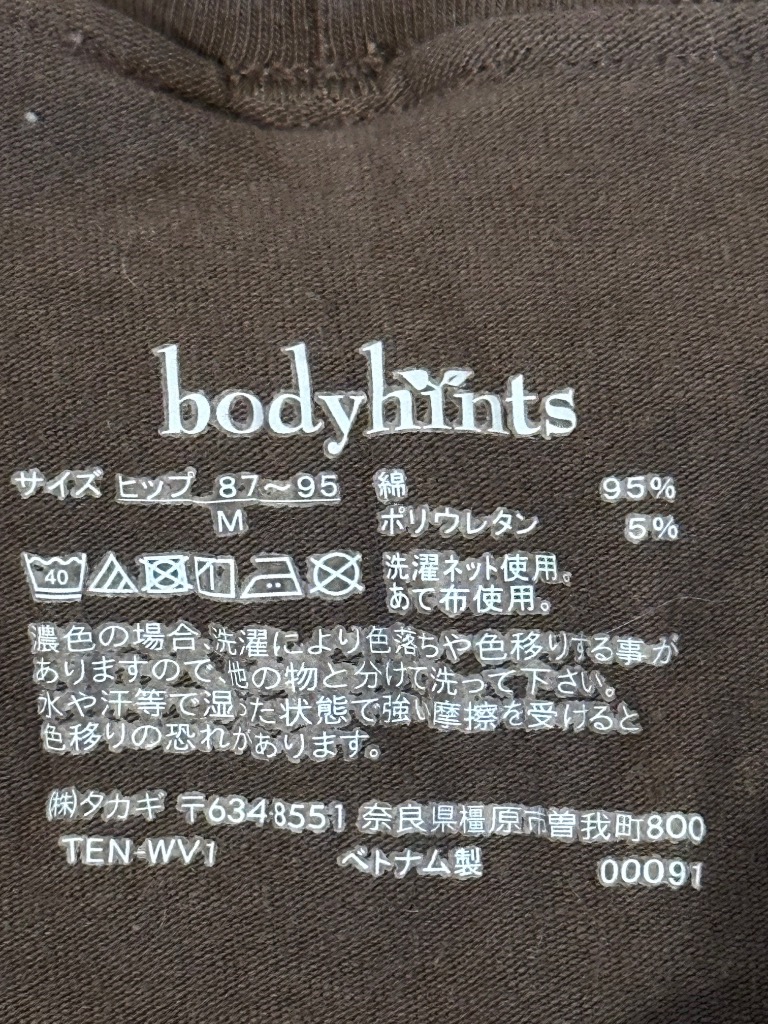 bodyhints
サイズ ヒップ 87～95 綿 95%
M ポリウレタン 5%
40 洗濯ネット使用。
あて布使用。
濃色の場合、洗濯により色落ちや色移りする事が
ありますので、他の物と分けて洗って下さい。
水や汗等で湿った状態で強い摩擦を受けると
色移りの恐れがあります。
㈱タカギ 〒634-8551 奈良県橿原市曽我町800
TEN-WV1 ベトナム製 00091